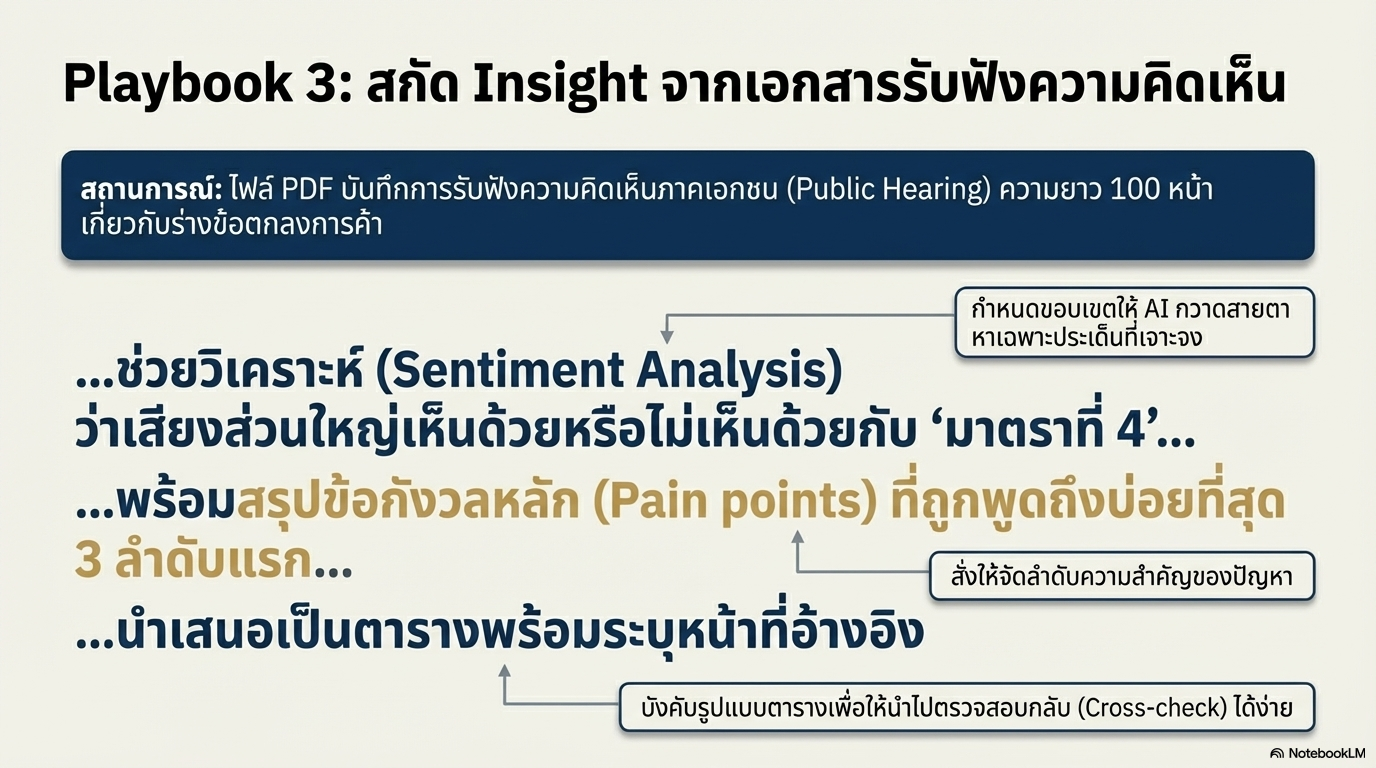 Playbook 3: สกัด Insight จากเอกสารรับฟังความคิดเห็น
สถานการณ์: ไฟล์ PDF บันทึกการรับฟังความคิดเห็นภาคเอกชน (Public Hearing) ความยาว 100 หน้า
เกี่ยวกับร่างข้อตกลงการค้า
กำหนดขอบเขตให้ AI กวาดสายตา
หาเฉพาะประเด็นที่เจาะจง
...ช่วยวิเคราะห์ (Sentiment Analysis)
ว่าเสียงส่วนใหญ่เห็นด้วยหรือไม่เห็นด้วยกับ ‘มาตราที่ 4’...
...พร้อมสรุปข้อกังวลหลัก (Pain points) ที่ถูกพูดถึงบ่อยที่สุด
3 ลำดับแรก...
สั่งให้จัดลำดับความสำคัญของปัญหา
...นำเสนอเป็นตารางพร้อมระบุหน้าที่อ้างอิง
บังคับรูปแบบตารางเพื่อให้นำไปตรวจสอบกลับ (Cross-check) ได้ง่าย
NotebookLM